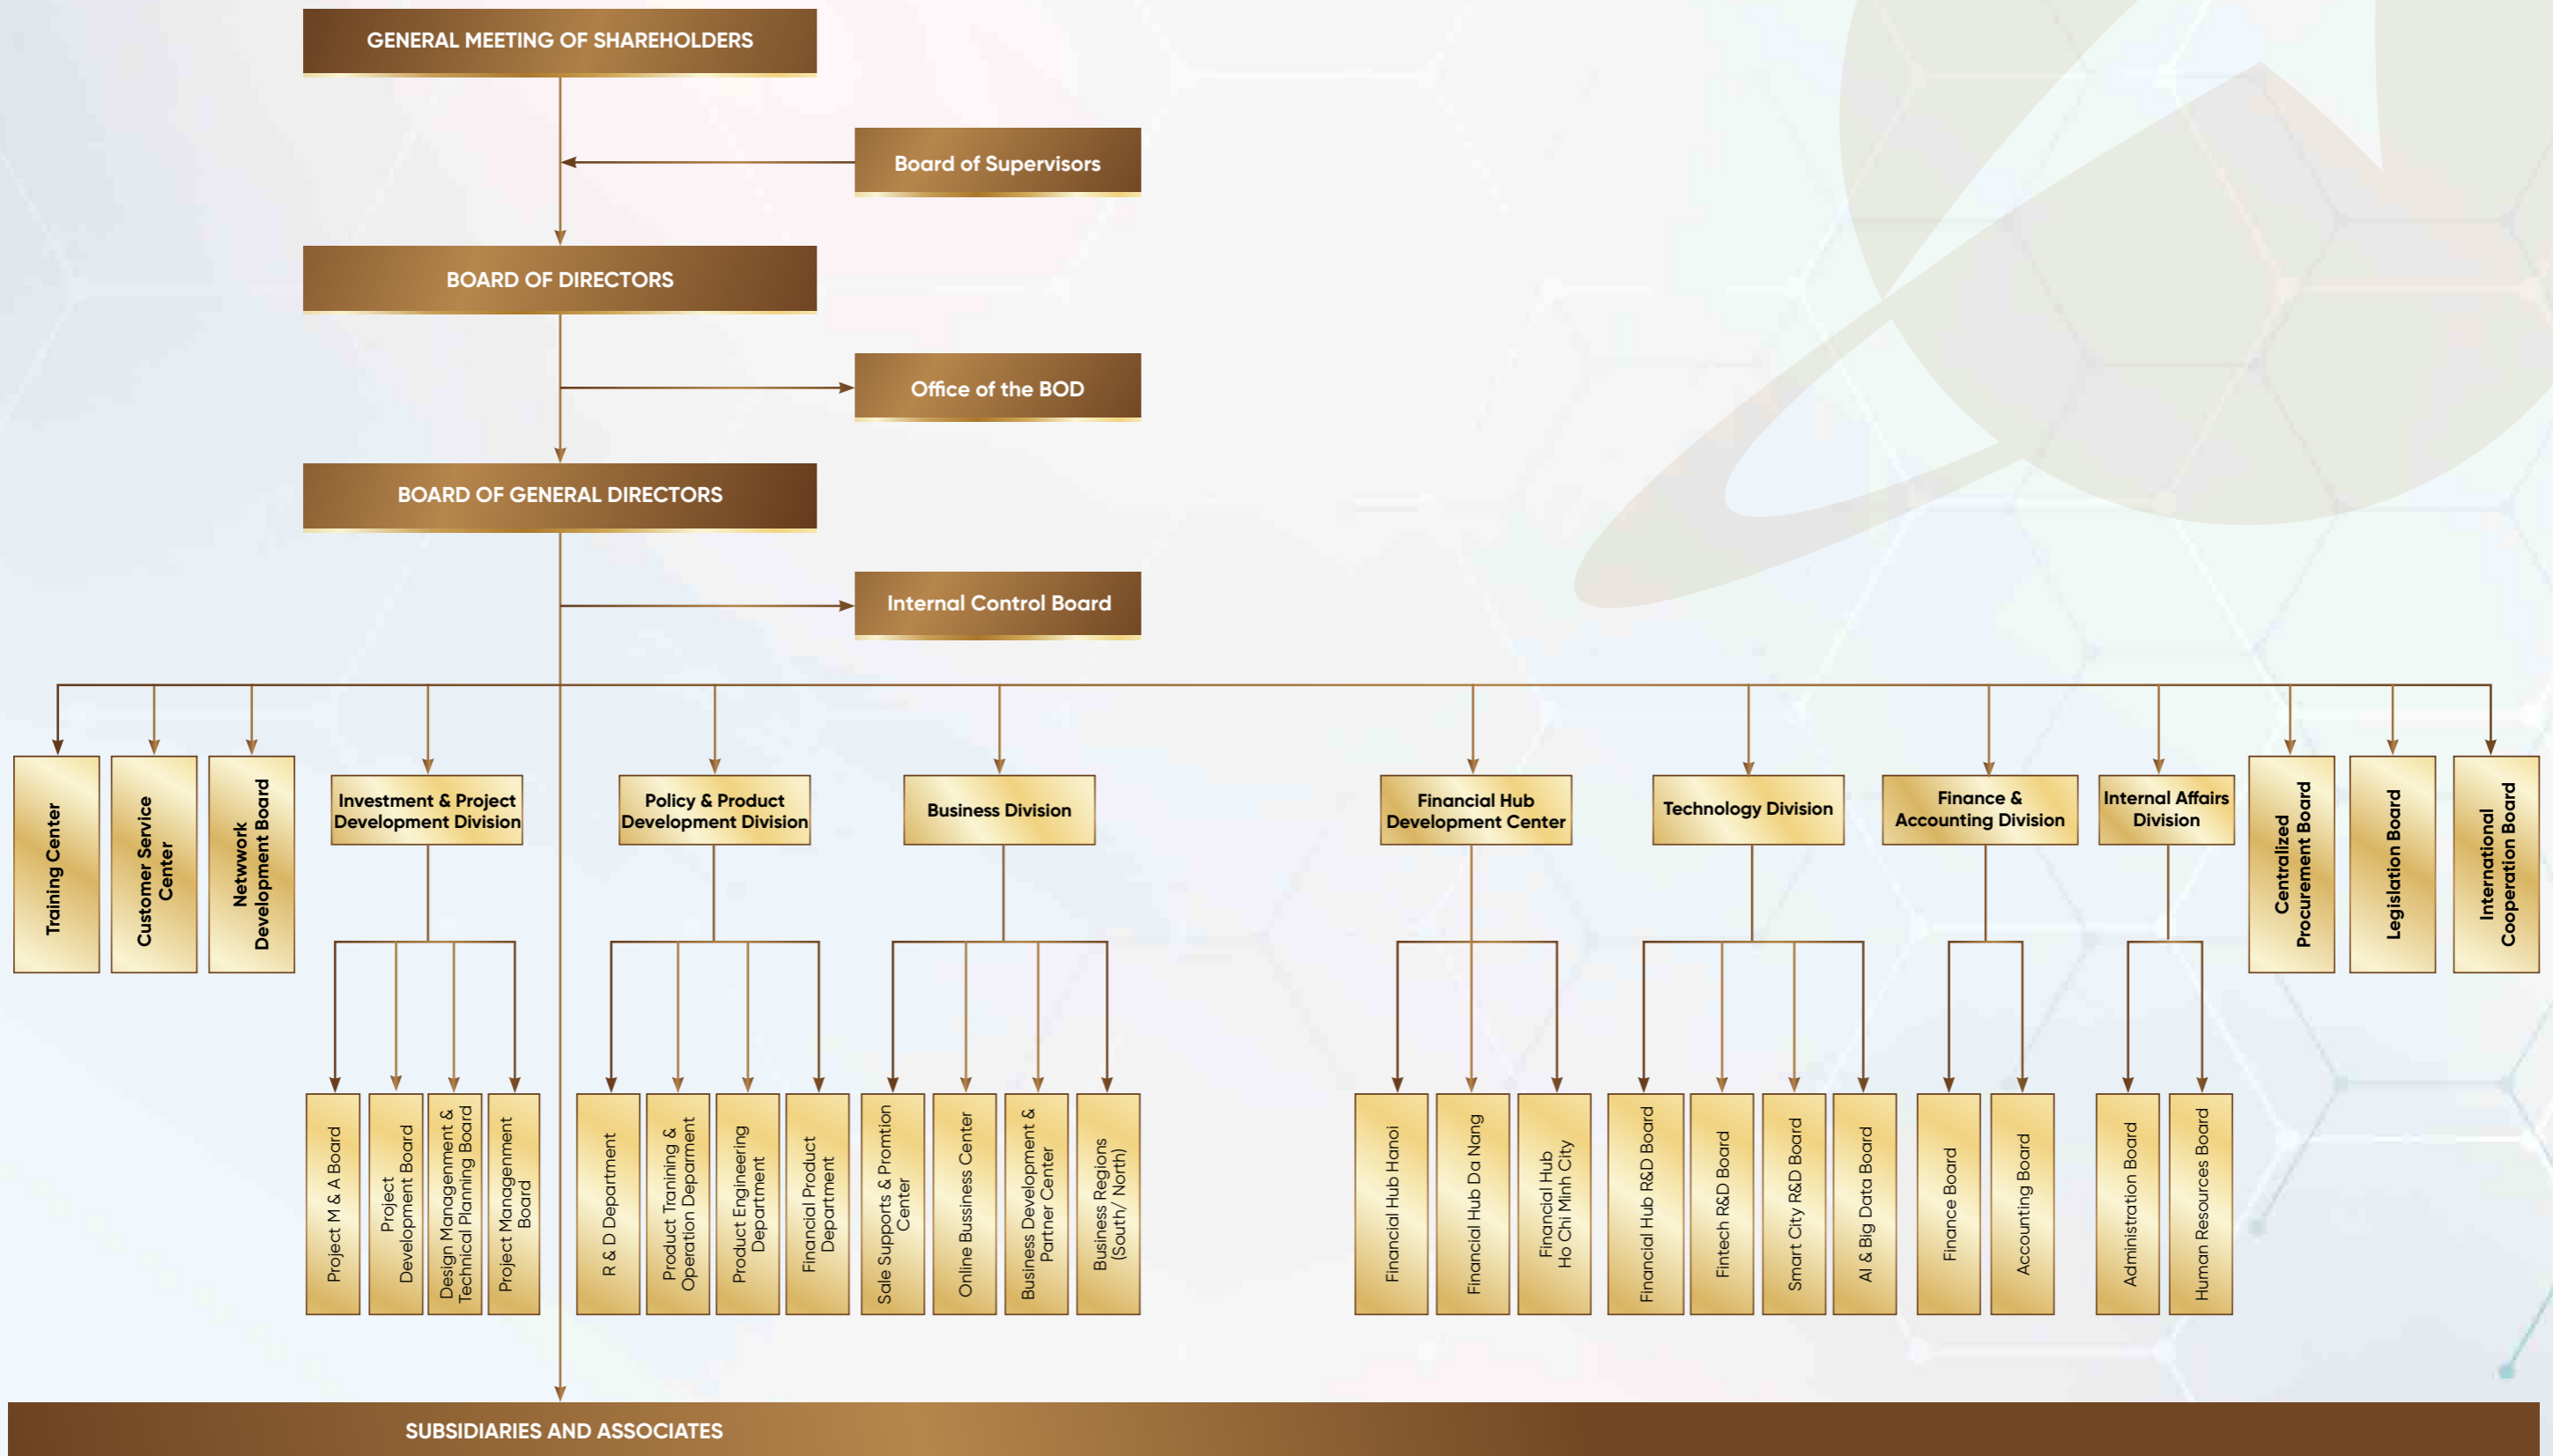 GENERAL MEETING OF SHAREHOLDERS
Board of Supervisors
BOARD OF DIRECTORS
Office of the BOD
BOARD OF GENERAL DIRECTORS
Internal Control Board
Training Center
Customer Service
Center
Netwwork
Development Board
Investment & Project
Development Division
Policy & Product
Development Division
Business Division
Financial Hub
Development Center
Technology Division
Finance &
Accounting Division
Internal Affairs
Division
Centralized
Procurement Board
Legislation Board
International
Cooperation Board
Project M & A Board
Project
Development Board
Design Managenment &
Technical Planning Board
Project Managenment
Board
R & D Department
Product Tranining &
Operation Deparment
Product Engineering
Department
Financial Product
Department
Sale Supports & Promtion
Center
Online Bussiness Center
Business Development &
Partner Center
Business Regions
(South/ North)
Financial Hub Hanoi
Financial Hub Da Nang
Financial Hub
Ho Chi Minh City
Financial Hub R&D Board
Fintech R&D Board
Smart City R&D Board
AI & Big Data Board
Finance Board
Accounting Board
Administration Board
Human Resources Board
SUBSIDIARIES AND ASSOCIATES